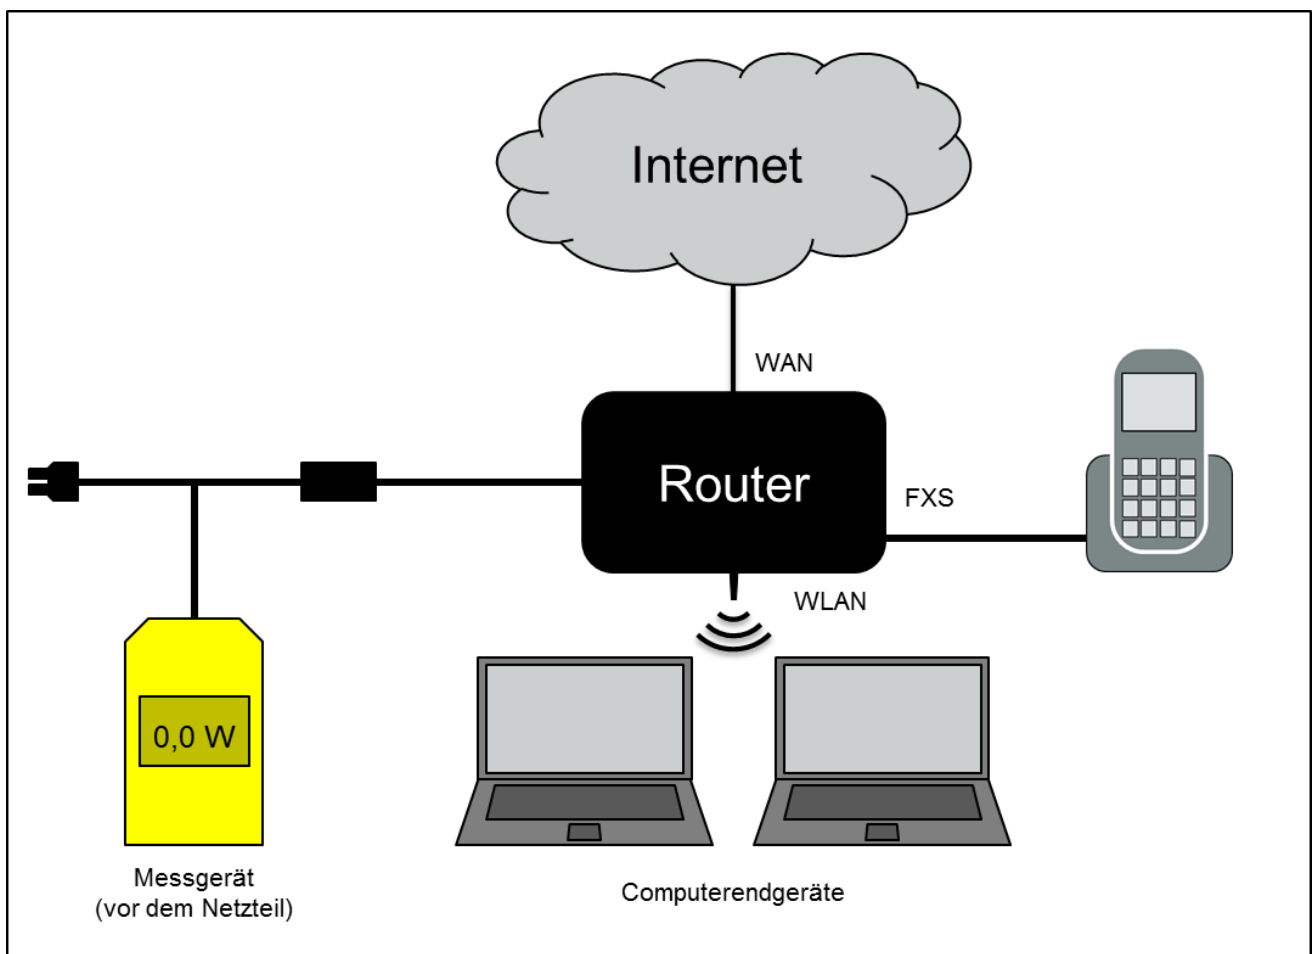 Internet
WAN
Router
FXS
WLAN
0,0 W
Messgerät
(vor dem Netzteil)
Computerendgeräte